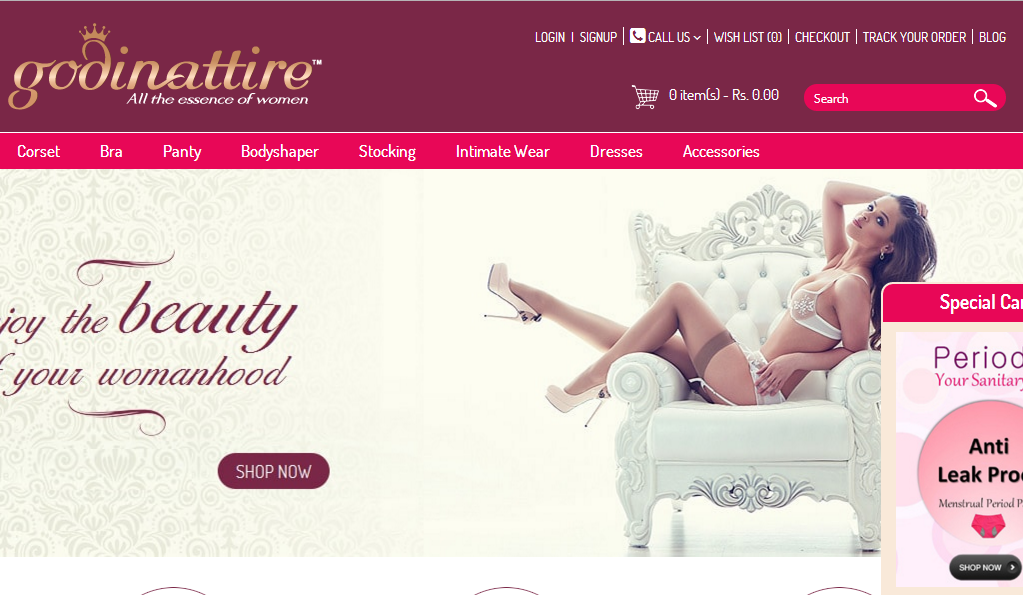 LOGIN | SIGNUP | CALL US | WISH LIST (0) | CHECKOUT | TRACK YOUR ORDER | BLOG
godinattire™
All the essence of women
0 item(s) - Rs. 0.00
Search
Corset Bra Panty Bodyshaper Stocking Intimate Wear Dresses Accessories
joy the beauty
f your womanhood
SHOP NOW
Special Ca
Period
Your Sanitary
Anti
Leak Proo
Menstrual Period P
SHOP NOW